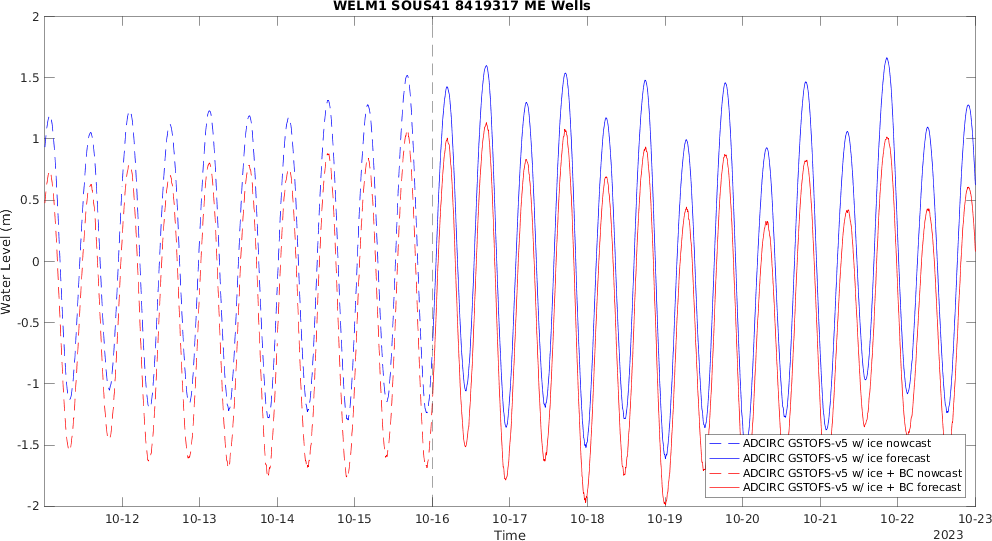 WELM1 SOUS41 8419317 ME Wells
2
1.5
1
0.5
0
-0.5
-1
-1.5
-2
Water Level (m)
ADCIRC GSTOFS-v5 w/ ice nowcast
ADCIRC GSTOFS-v5 w/ ice forecast
ADCIRC GSTOFS-v5 w/ ice + BC nowcast
ADCIRC GSTOFS-v5 w/ ice + BC forecast
10-12 10-13 10-14 10-15 10-16 10-17 10-18 10-19 10-20 10-21 10-22 10-23
Time
2023